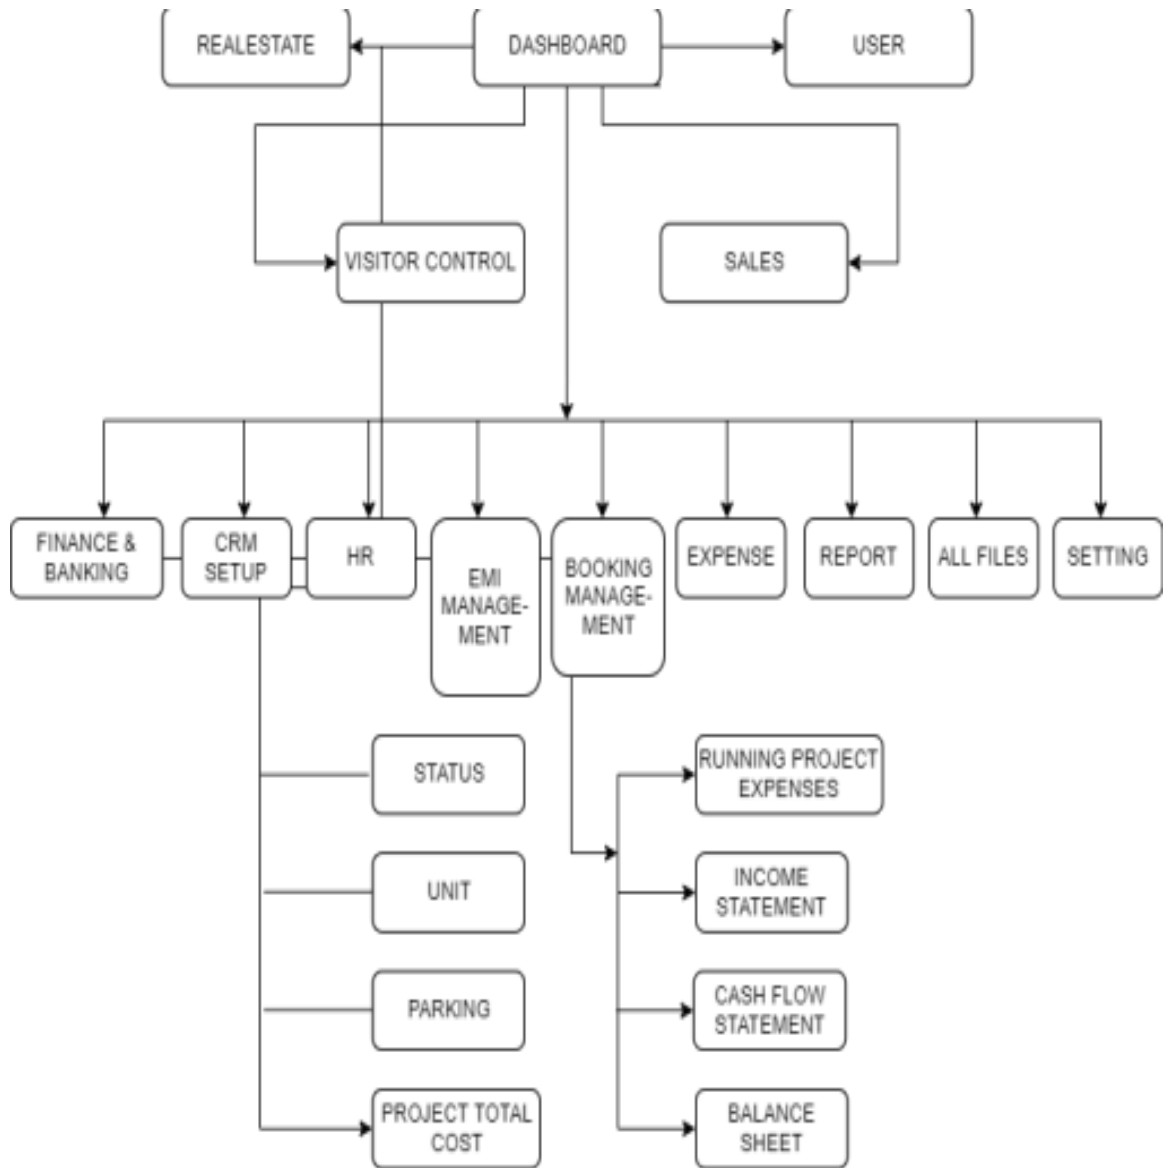 REALESTATE
DASHBOARD
USER
VISITOR CONTROL
SALES
FINANCE &
BANKING
CRM
SETUP
HR
EMI
MANAGE-
MENT
BOOKING
MANAGE-
MENT
EXPENSE
REPORT
ALL FILES
SETTING
STATUS
RUNNING PROJECT
EXPENSES
UNIT
INCOME
STATEMENT
PARKING
CASH FLOW
STATEMENT
PROJECT TOTAL
COST
BALANCE
SHEET